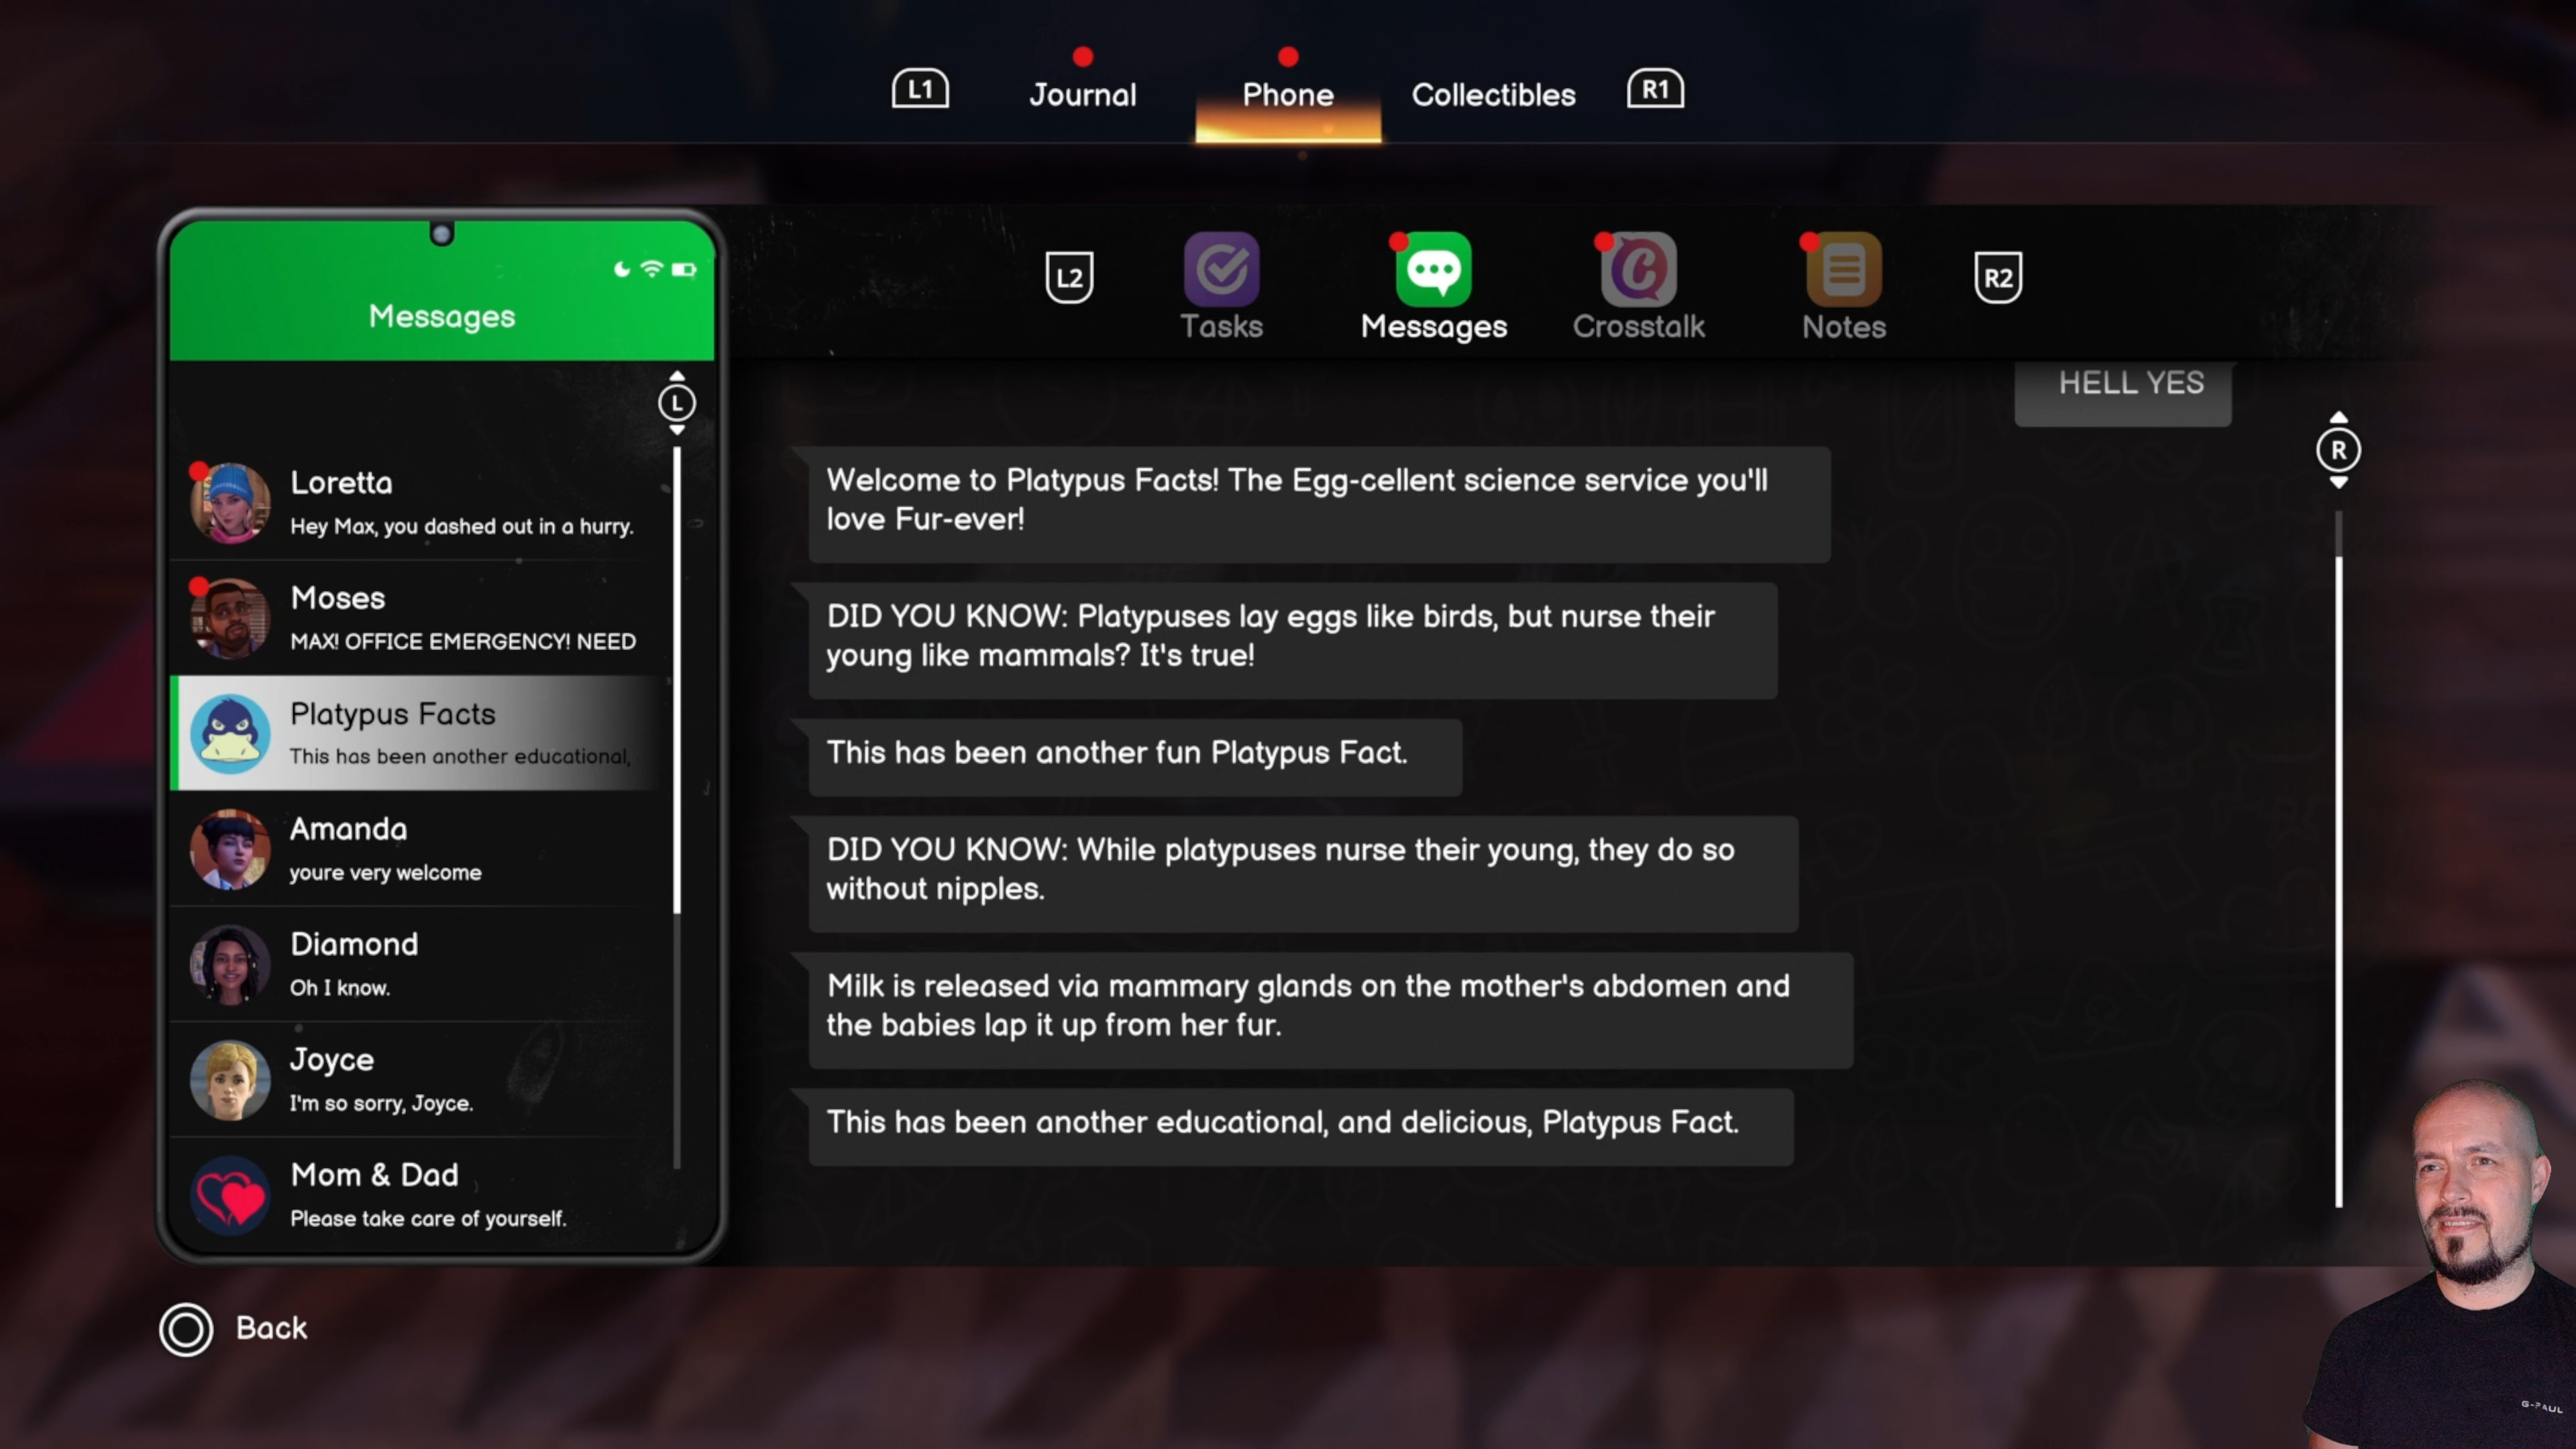 L1
Journal
Phone
Collectibles
R1
Messages
L2
Tasks
Messages
Crosstalk
Notes
R2
L
Loretta
Hey Max, you dashed out in a hurry.
Moses
MAX! OFFICE EMERGENCY! NEED
Platypus Facts
This has been another educational,
Amanda
youre very welcome
Diamond
Oh I know.
Joyce
I'm so sorry, Joyce.
Mom & Dad
Please take care of yourself.
HELL YES
R
Welcome to Platypus Facts! The Egg-cellent science service you'll
love Fur-ever!
DID YOU KNOW: Platypuses lay eggs like birds, but nurse their
young like mammals? It's true!
This has been another fun Platypus Fact.
DID YOU KNOW: While platypuses nurse their young, they do so
without nipples.
Milk is released via mammary glands on the mother's abdomen and
the babies lap it up from her fur.
This has been another educational, and delicious, Platypus Fact.
Back
G-PAUL